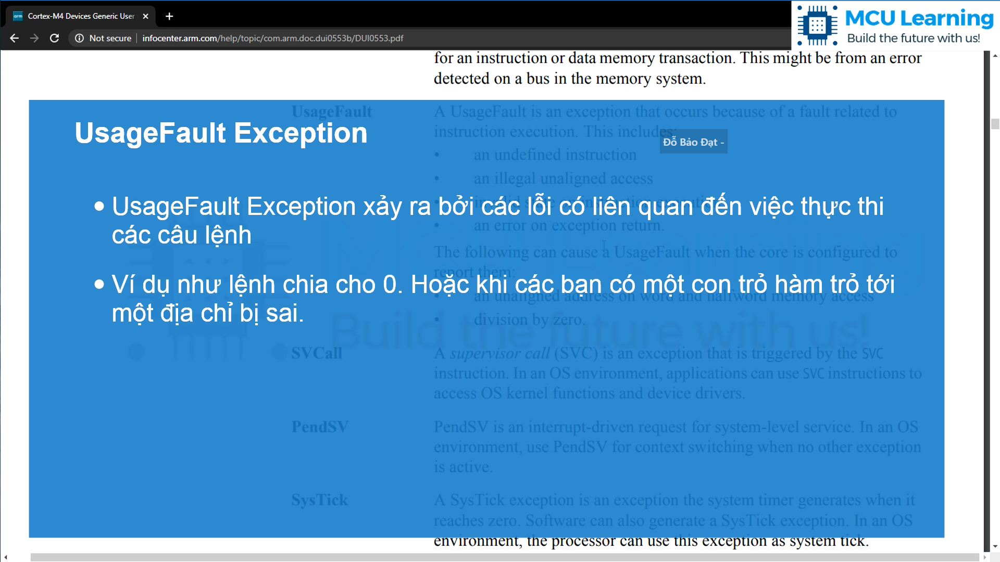 Cortex-M4 Devices Generic User
Not secure
infocenter.arm.com/help/topic/com.arm.doc.dui0553b/DUI0553.pdf
MCU Learning
Build the future with us!
for an instruction or data memory transaction. This might be from an error
detected on a bus in the memory system.
UsageFault
A UsageFault is an exception that occurs because of a fault related to
instruction execution. This includes:
UsageFault Exception
Đỗ Bảo Đạt -
• an undefined instruction
• an illegal unaligned access
• UsageFault Exception xảy ra bởi các lỗi có liên quan đến việc thực thi
các câu lệnh
• an error on exception return.
The following can cause a UsageFault when the core is configured to
report them:
• Ví dụ như lệnh chia cho 0. Hoặc khi các bạn có một con trỏ hàm trỏ tới
một địa chỉ bị sai.
• an unaligned address on word and halfword memory access
• division by zero.
Build the future with us!
SVCall
A supervisor call (SVC) is an exception that is triggered by the SVC
instruction. In an OS environment, applications can use SVC instructions to
access OS kernel functions and device drivers.
PendSV
PendSV is an interrupt-driven request for system-level service. In an OS
environment, use PendSV for context switching when no other exception
is active.
SysTick
A SysTick exception is an exception the system timer generates when it
reaches zero. Software can also generate a SysTick exception. In an OS
environment, the processor can use this exception as system tick.